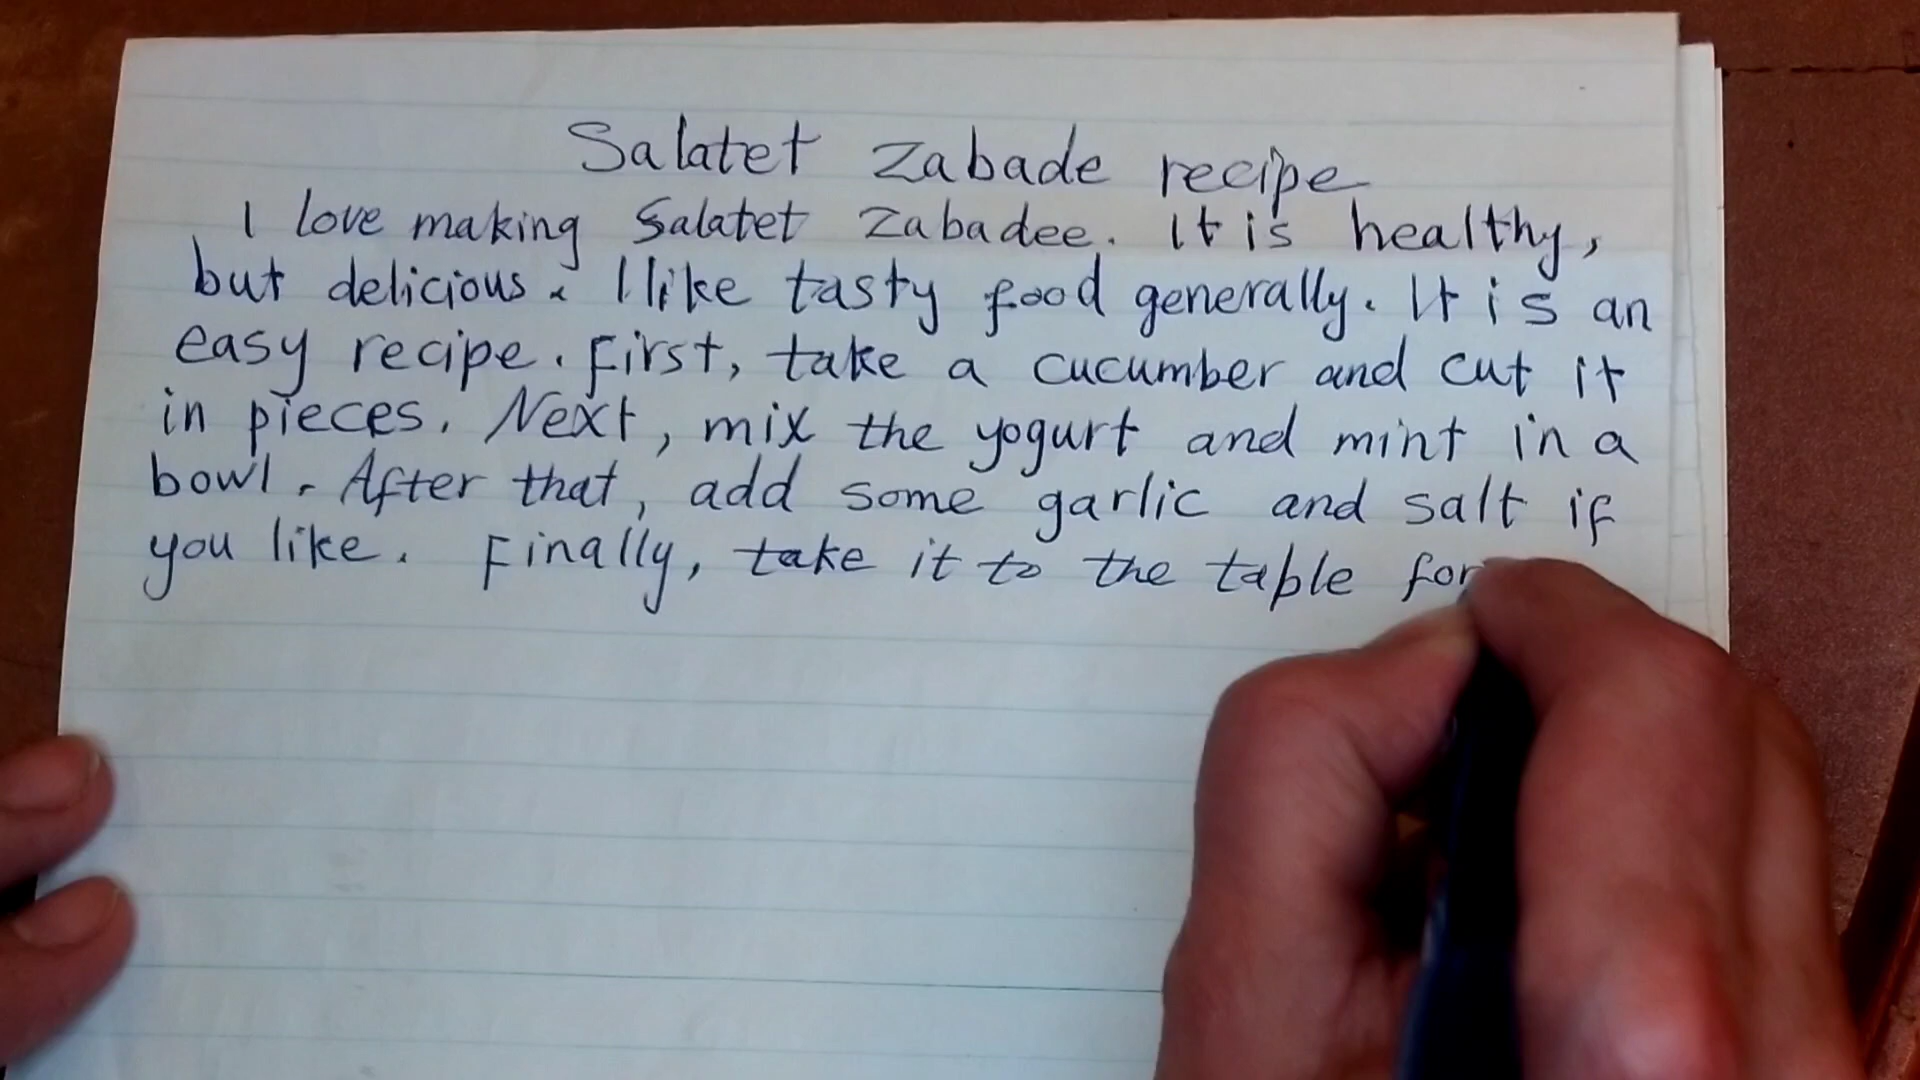 Salatet Zabade recipe
I love making Salatet Zabadee. It is healthy,
but delicious. I like tasty food generally. It is an
easy recipe. First, take a cucumber and cut it
in pieces. Next, mix the yogurt and mint in a
bowl. After that, add some garlic and salt if
you like. Finally, take it to the table for